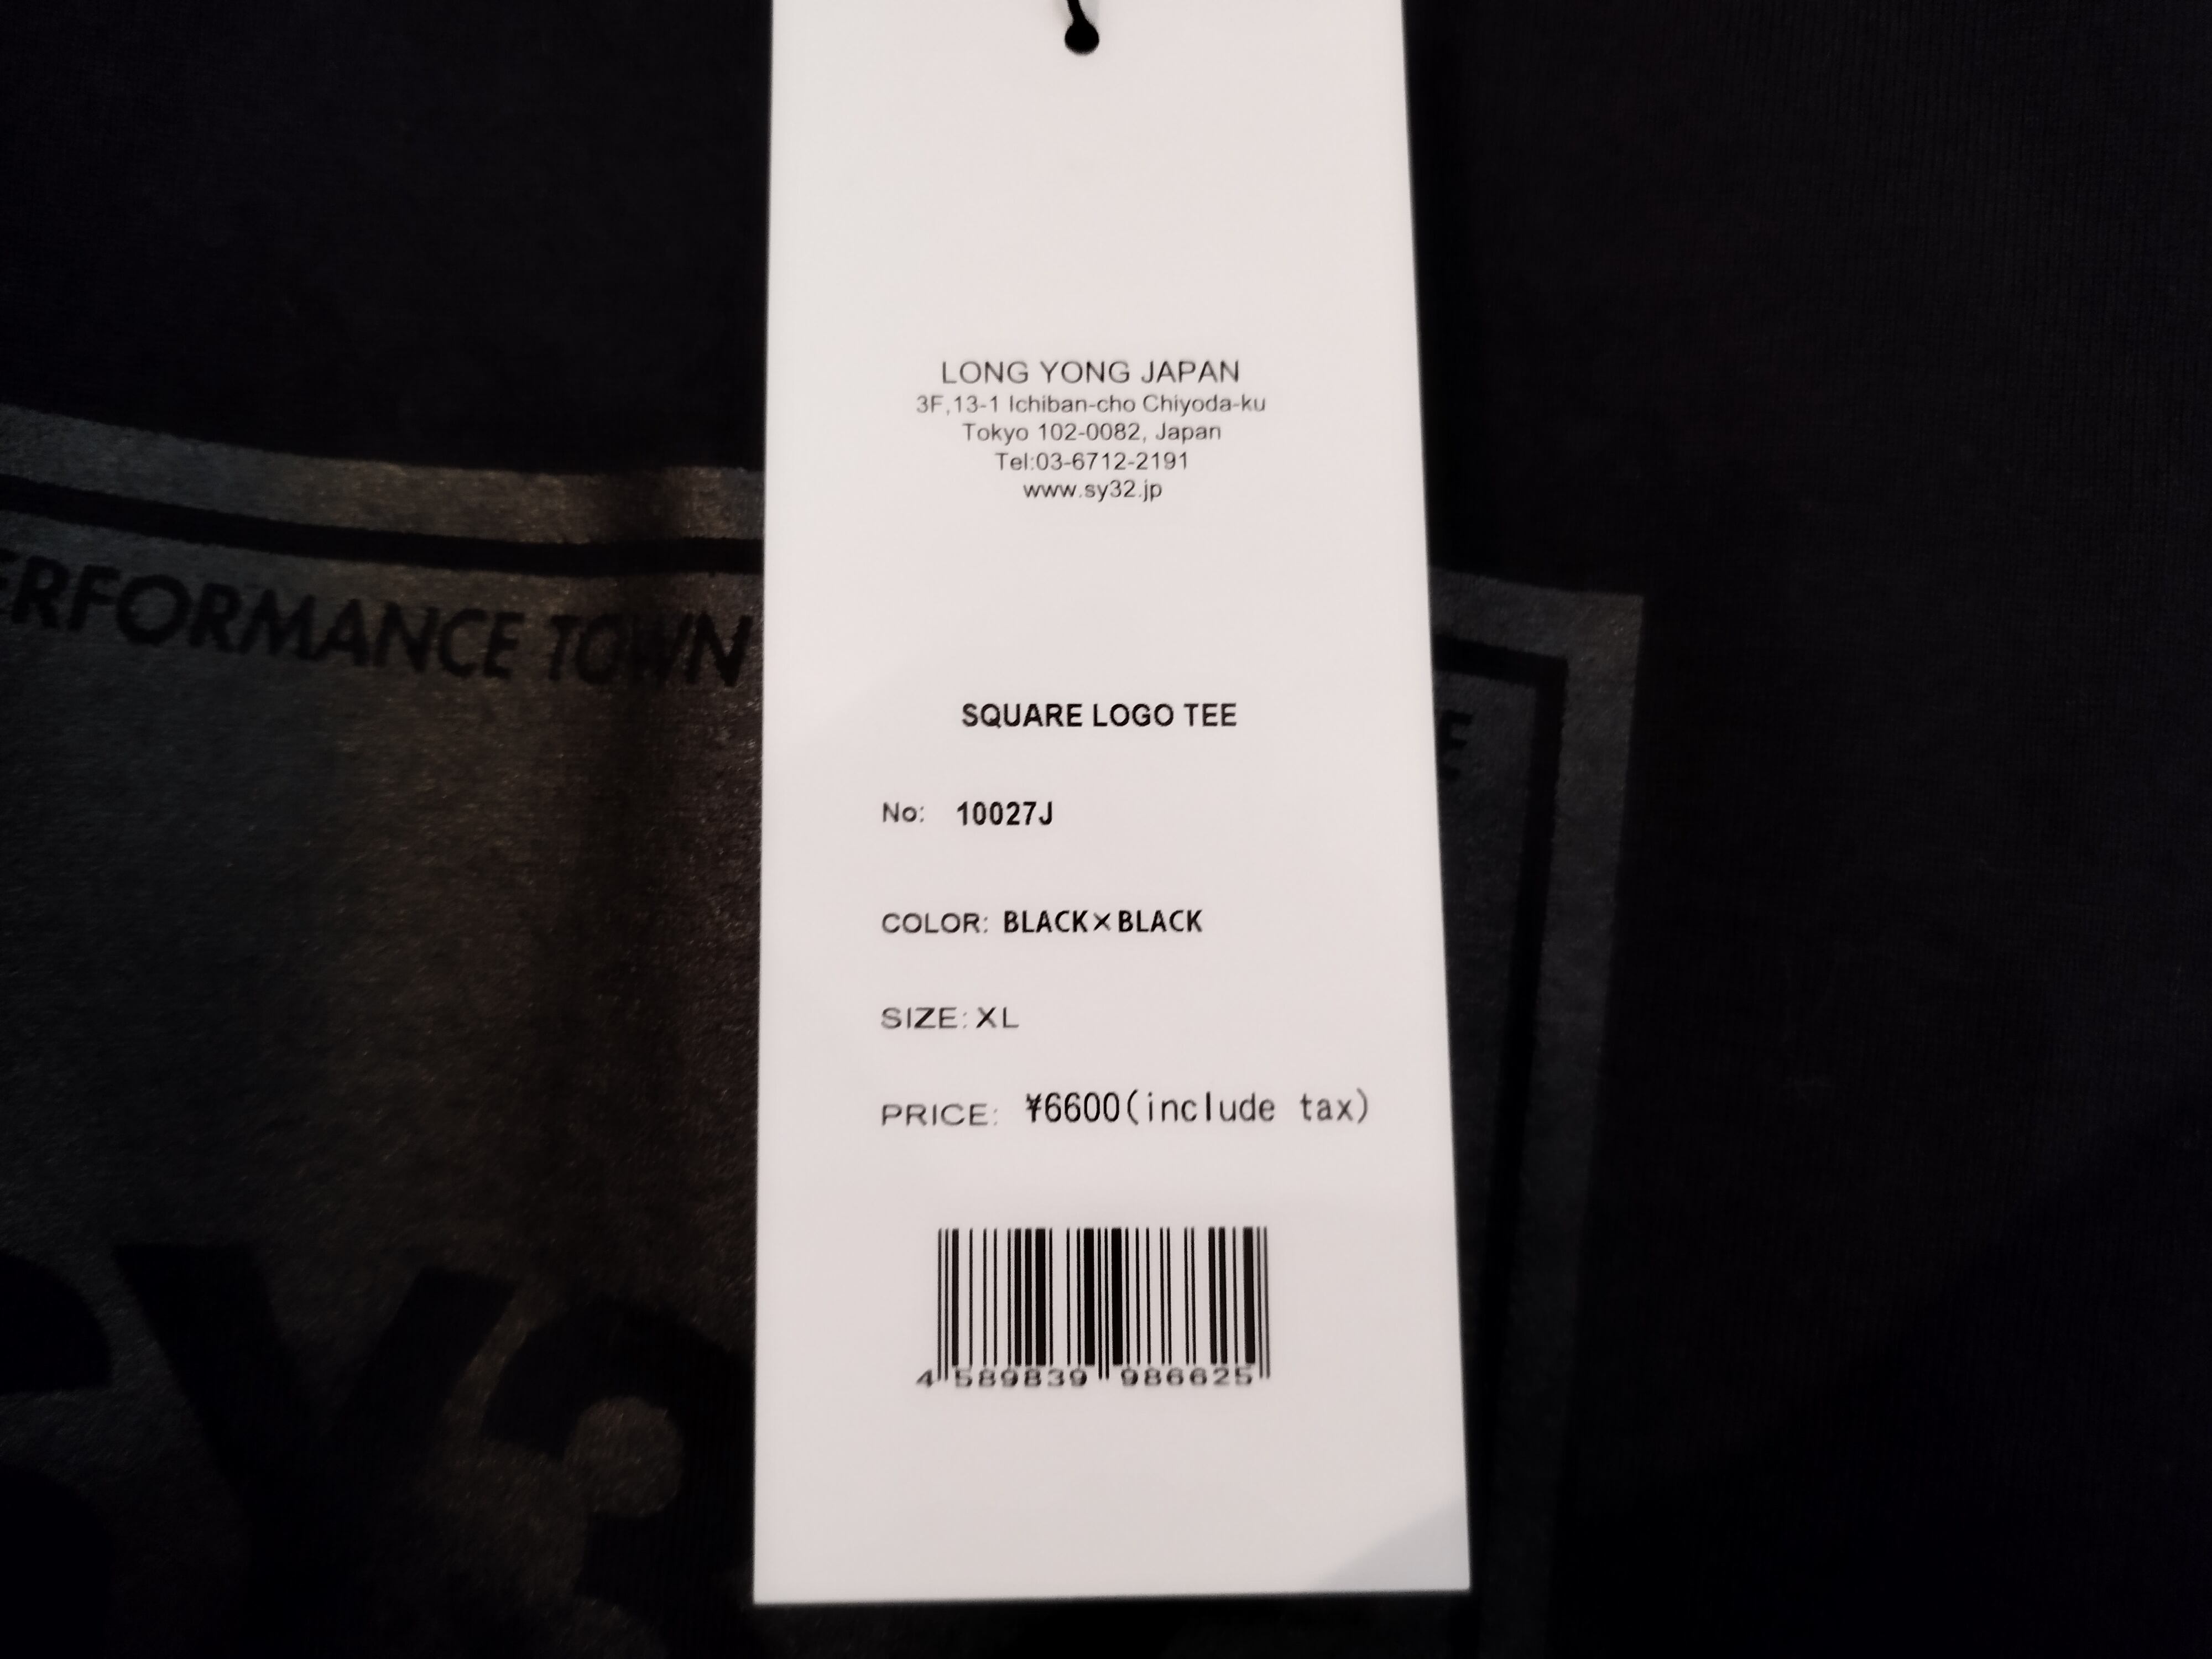 LONG YONG JAPAN
3F,13-1 Ichiban-cho Chiyoda-ku
Tokyo 102-0082, Japan
Tel:03-6712-2191
www.sy32.jp
ERFORMANCE TOWN
E
SQUARE LOGO TEE
No: 10027J
COLOR: BLACK×BLACK
SIZE: XL
PRICE: ¥6600(include tax)
sy3
4 589839 986625